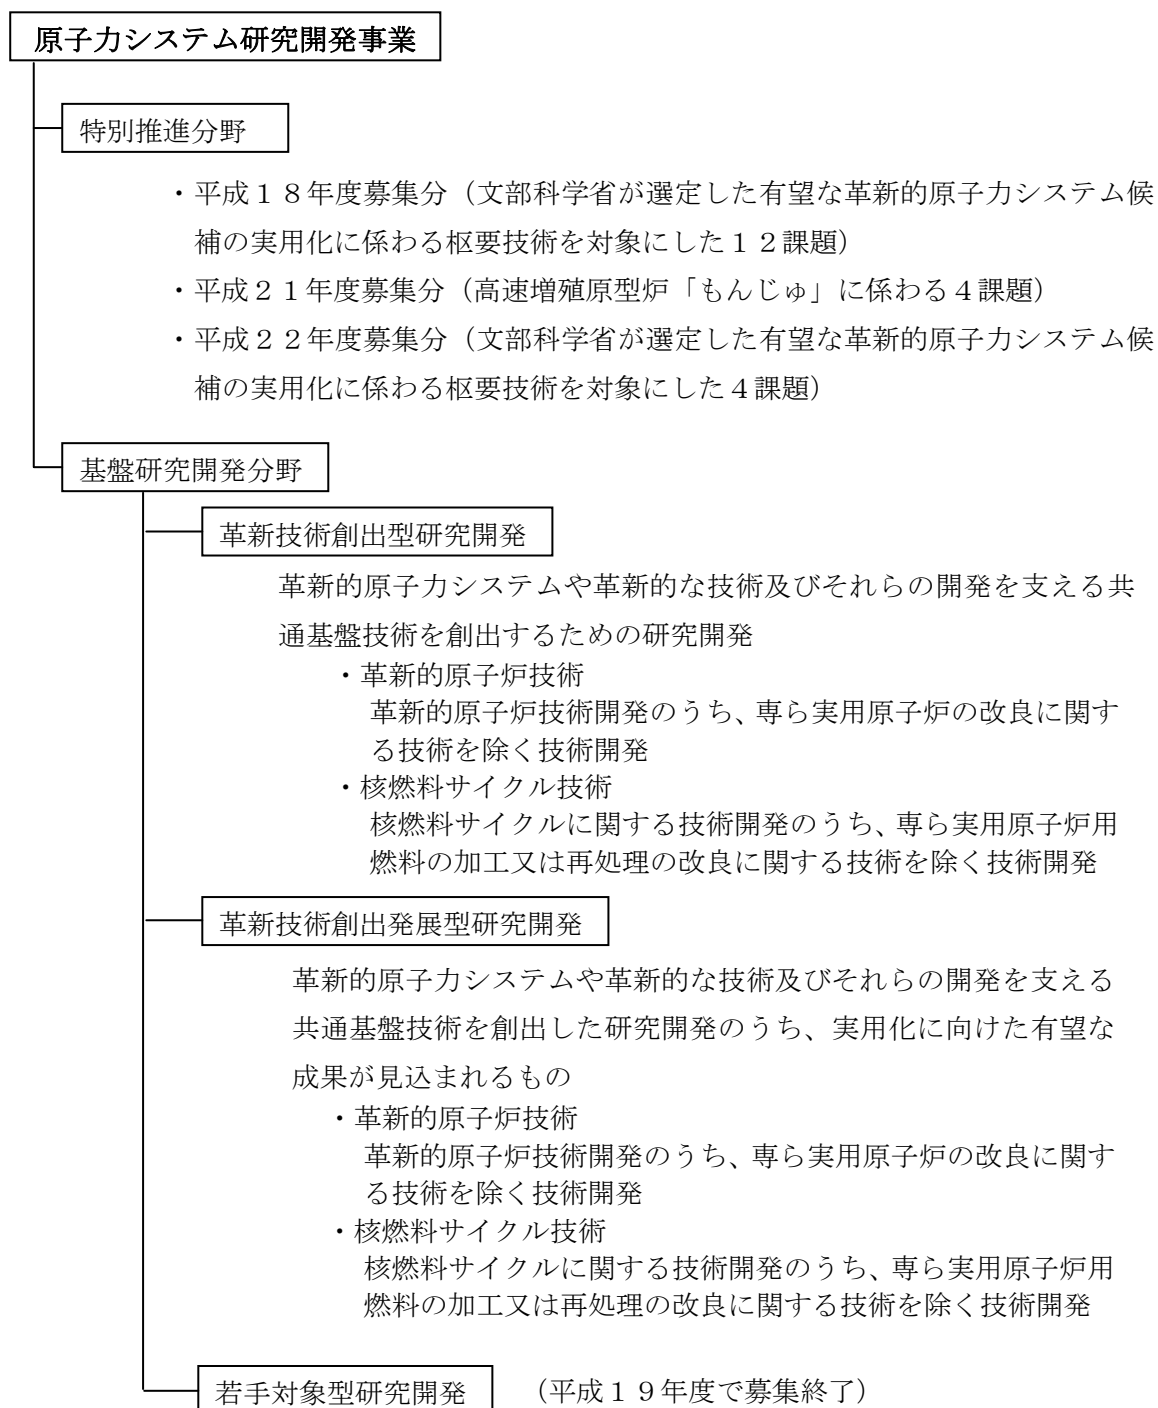 原子力システム研究開発事業
特別推進分野
・平成１８年度募集分（文部科学省が選定した有望な革新的原子力システム候
補の実用化に係わる枢要技術を対象にした１２課題）
・平成２１年度募集分（高速増殖原型炉「もんじゅ」に係わる４課題）
・平成２２年度募集分（文部科学省が選定した有望な革新的原子力システム候
補の実用化に係わる枢要技術を対象にした４課題）
基盤研究開発分野
革新技術創出型研究開発
革新的原子力システムや革新的な技術及びそれらの開発を支える共
通基盤技術を創出するための研究開発
・革新的原子炉技術
革新的原子炉技術開発のうち、専ら実用原子炉の改良に関す
る技術を除く技術開発
・核燃料サイクル技術
核燃料サイクルに関する技術開発のうち、専ら実用原子炉用
燃料の加工又は再処理の改良に関する技術を除く技術開発
革新技術創出発展型研究開発
革新的原子力システムや革新的な技術及びそれらの開発を支える
共通基盤技術を創出した研究開発のうち、実用化に向けた有望な
成果が見込まれるもの
・革新的原子炉技術
革新的原子炉技術開発のうち、専ら実用原子炉の改良に関す
る技術を除く技術開発
・核燃料サイクル技術
核燃料サイクルに関する技術開発のうち、専ら実用原子炉用
燃料の加工又は再処理の改良に関する技術を除く技術開発
若手対象型研究開発 （平成１９年度で募集終了）